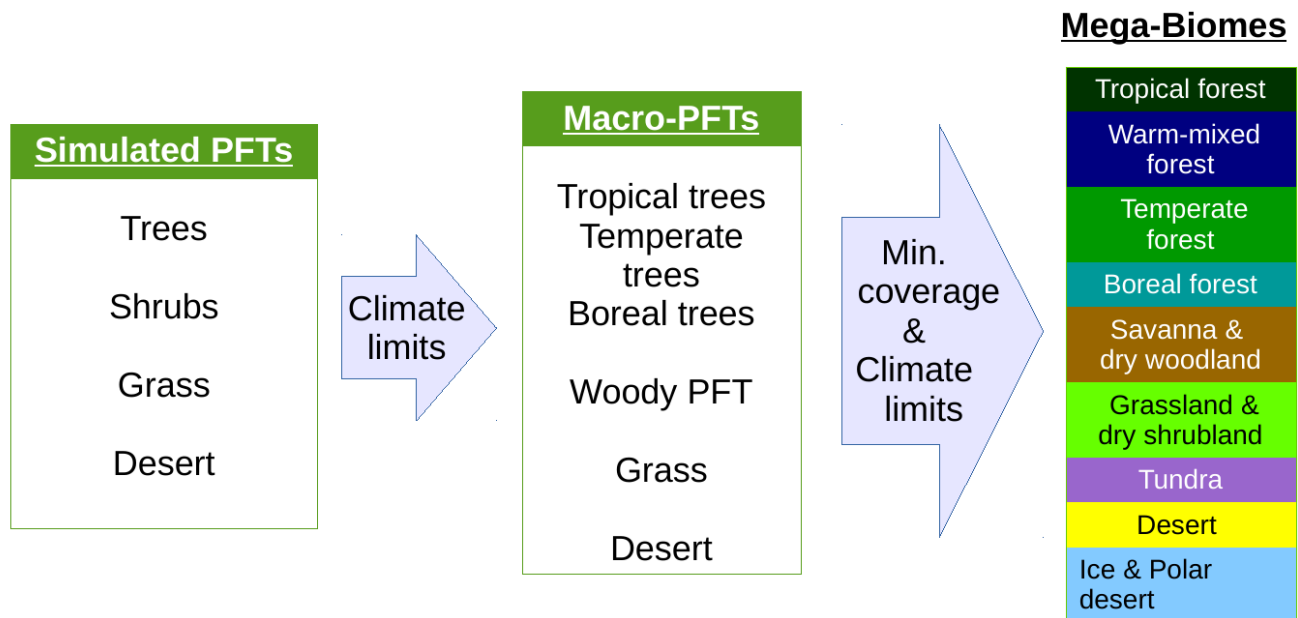 Simulated PFTs
Trees
Shrubs
Grass
Desert
Climate
limits
Macro-PFTs
Tropical trees
Temperate
trees
Boreal trees
Woody PFT
Grass
Desert
Min.
coverage
&
Climate
limits
Mega-Biomes
Tropical forest
Warm-mixed
forest
Temperate
forest
Boreal forest
Savanna &
dry woodland
Grassland &
dry shrubland
Tundra
Desert
Ice & Polar
desert